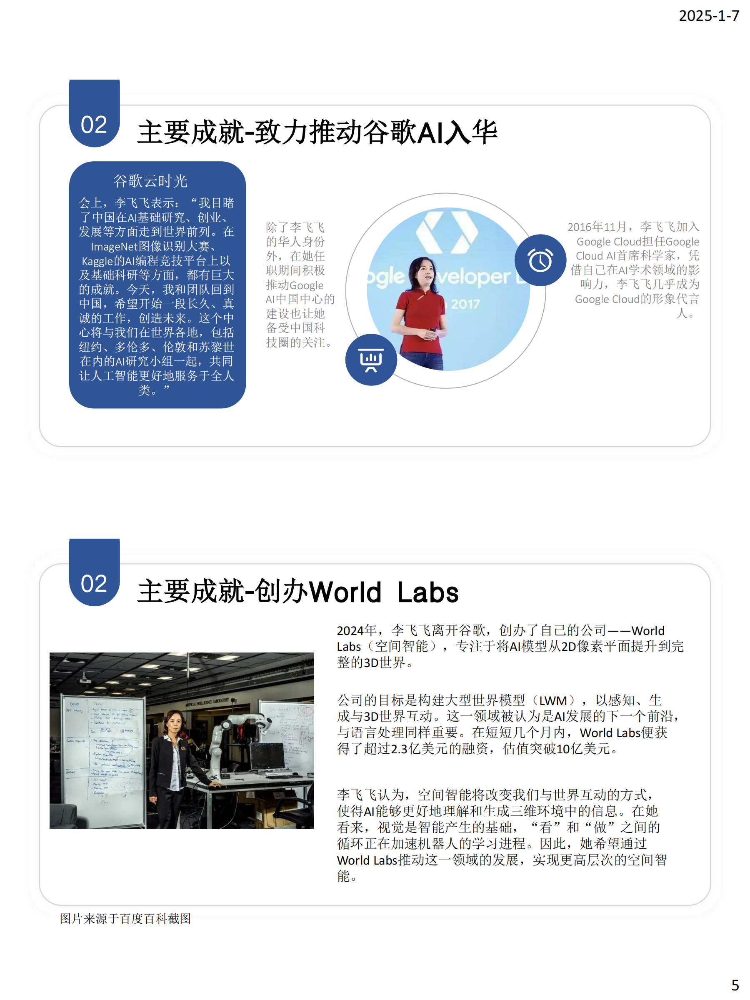 2025-1-7
02
主要成就-致力推动谷歌AI入华
谷歌云时光
会上，李飞飞表示：“我目睹
了中国在AI基础研究、创业、
发展等方面走到世界前列。在
ImageNet图像识别大赛、
Kaggle的AI编程竞技平台上以
及基础科研等方面，都有巨大
的成就。今天，我和团队回到
中国，希望开始一段长久、真
诚的工作，创造未来。这个中
心将与我们在世界各地，包括
纽约、多伦多、伦敦和苏黎世
在内的AI研究小组一起，共同
让人工智能更好地服务于全人
类。”
除了李飞飞
的华人身份
外，在她任
职期间积极
推动Google
AI中国中心的
建设也让她
备受中国科
技圈的关注。
ogle veloper D
2017
2016年11月，李飞飞加入
Google Cloud担任Google
Cloud AI首席科学家，凭
借自己在AI学术领域的影
响力，李飞飞几乎成为
Google Cloud的形象代言
人。
02
主要成就-创办World Labs
DEMO TODO
ARTIFICIAL INTELLIGENCE LABORATORY
2024年，李飞飞离开谷歌，创办了自己的公司——World
Labs（空间智能），专注于将AI模型从2D像素平面提升到完
整的3D世界。
公司的目标是构建大型世界模型（LWM），以感知、生
成与3D世界互动。这一领域被认为是AI发展的下一个前沿，
与语言处理同样重要。在短短几个月内，World Labs便获
得了超过2.3亿美元的融资，估值突破10亿美元。
李飞飞认为，空间智能将改变我们与世界互动的方式，
使得AI能够更好地理解和生成三维环境中的信息。在她
看来，视觉是智能产生的基础，“看”和“做”之间的
循环正在加速机器人的学习进程。因此，她希望通过
World Labs推动这一领域的发展，实现更高层次的空间智
能。
图片来源于百度百科截图
5